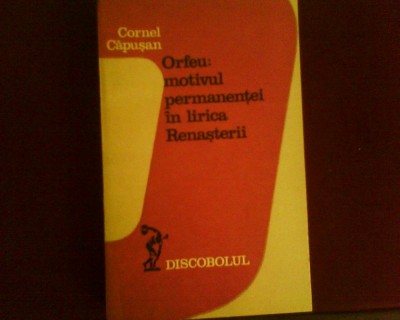 Cornel
Căpușan
Orfeu:
motivul
permanenței
în lirica
Renașterii
DISCOBOLUL